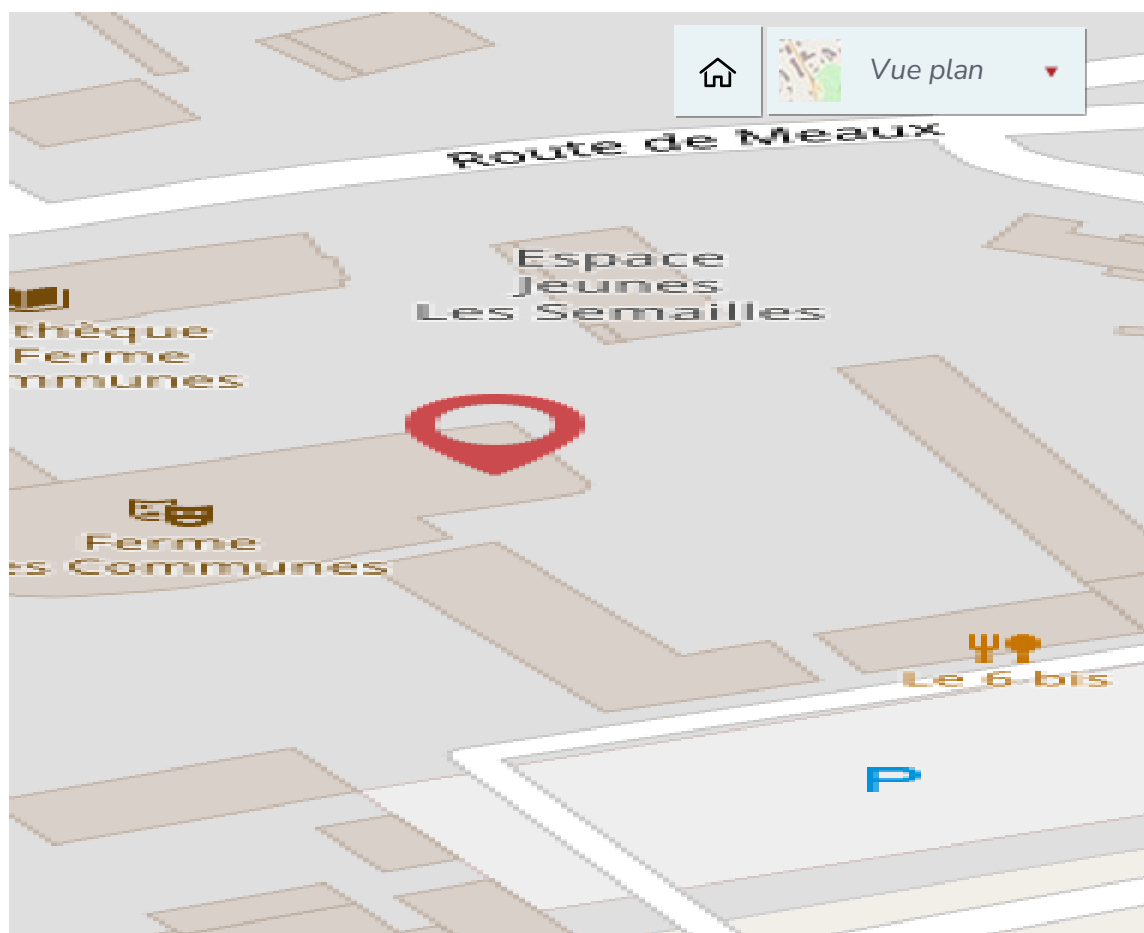 Vue plan
Route de Meaux
Espace
Jeunes
Les Semailles
thèque
Ferme
mmunes
Ferme
es Communes
Le 6 bis
P